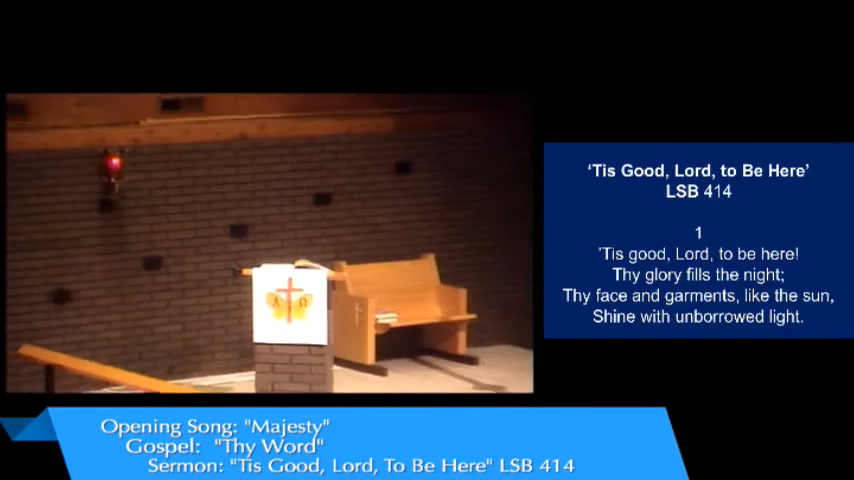 ‘Tis Good, Lord, to Be Here’
LSB 414
1
’Tis good, Lord, to be here!
Thy glory fills the night;
Thy face and garments, like the sun,
Shine with unborrowed light.
Α Ω
Opening Song: "Majesty"
Gospel: "Thy Word"
Sermon: "Tis Good, Lord, To Be Here" LSB 414